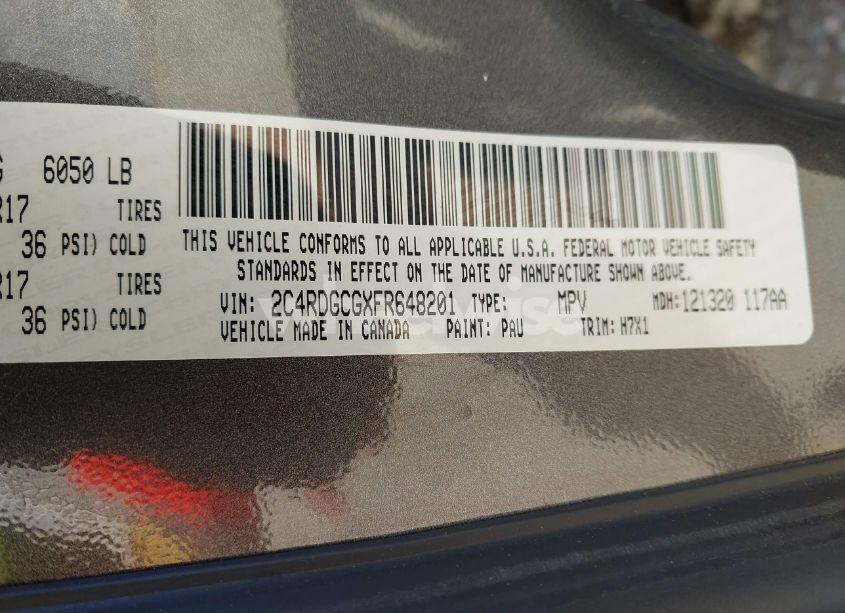 G 6050 LB
R17 TIRES
36 PSI) COLD
R17 TIRES
36 PSI) COLD
THIS VEHICLE CONFORMS TO ALL APPLICABLE U.S.A. FEDERAL MOTOR VEHICLE SAFETY
STANDARDS IN EFFECT ON THE DATE OF MANUFACTURE SHOWN ABOVE.
VIN: 2C4RDGCGXFR648201 TYPE: MPV MDH: 121320 117AA
VEHICLE MADE IN CANADA PAINT: PAU TRIM: H7X1